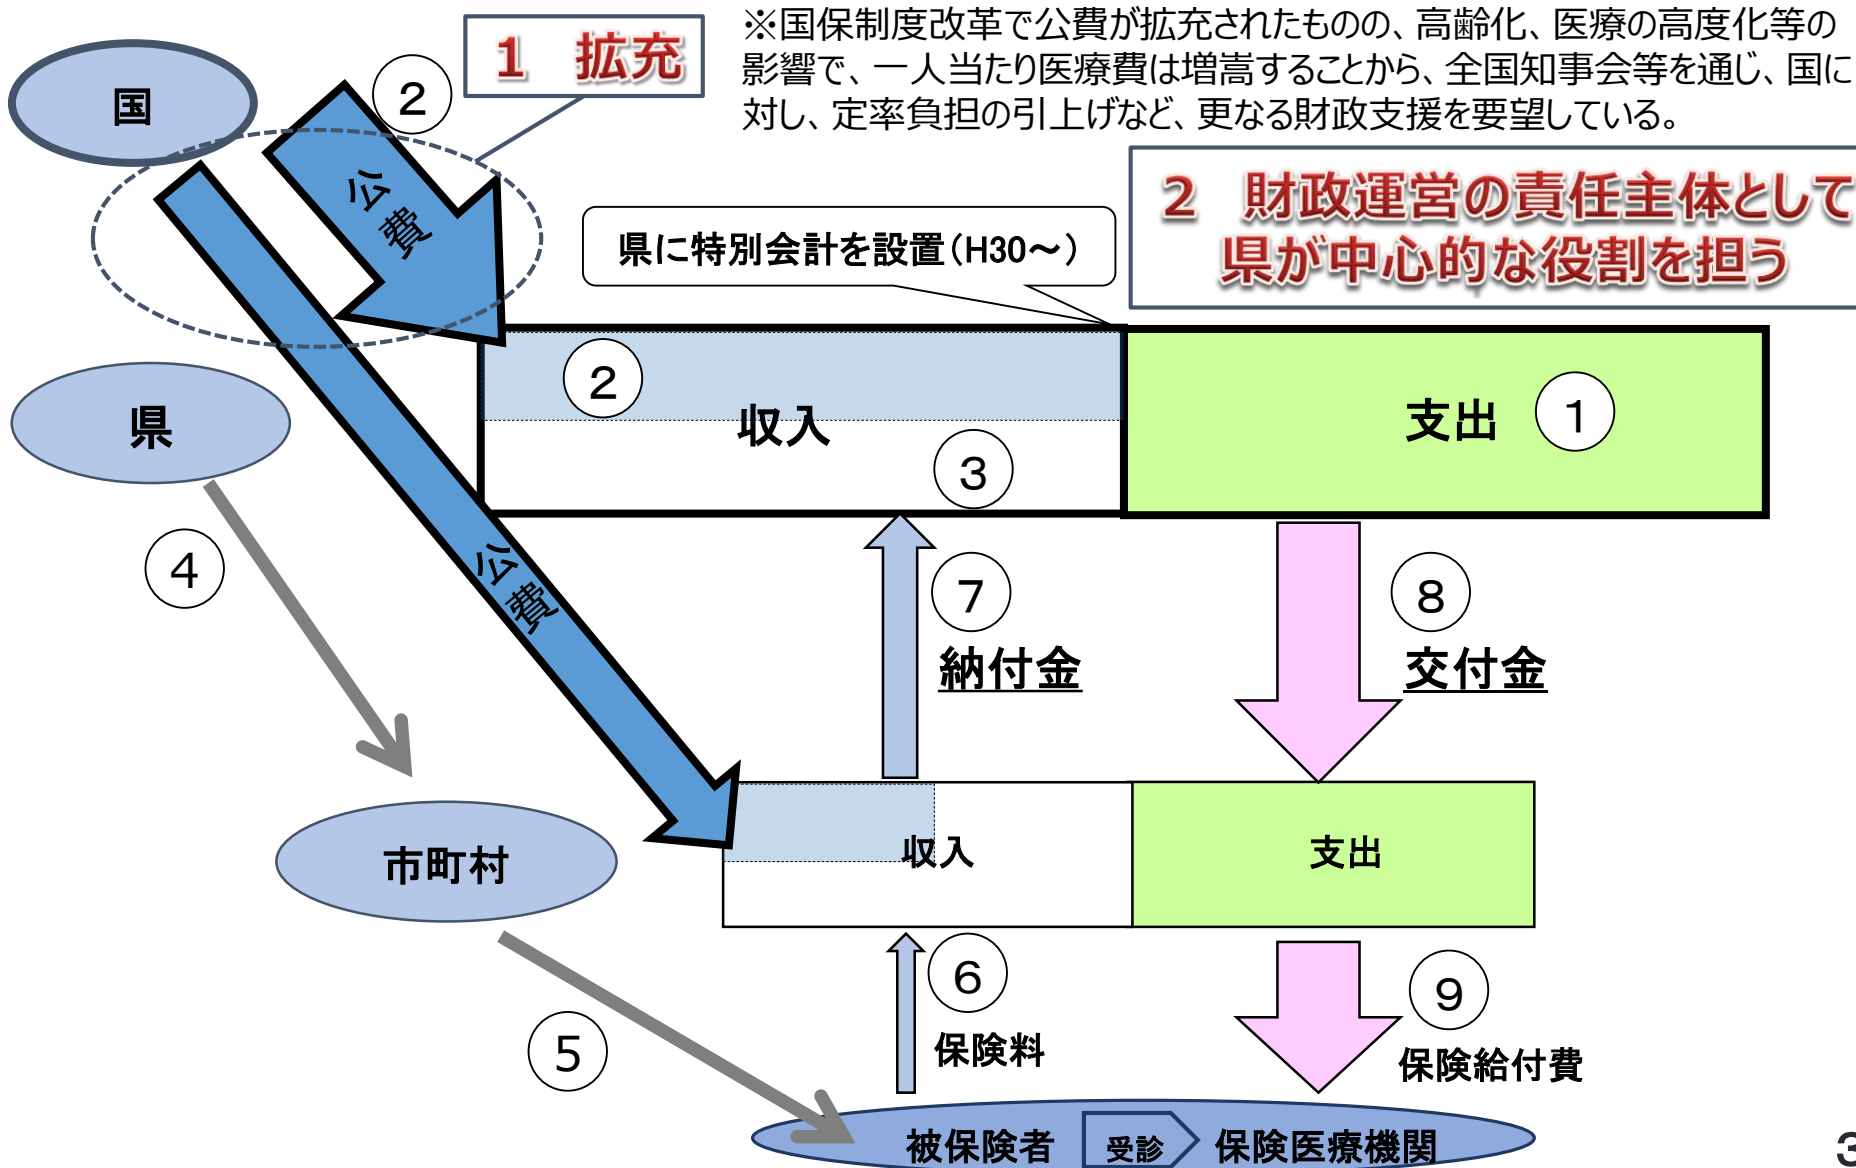 国
②
1　拡充
※国保制度改革で公費が拡充されたものの、高齢化、医療の高度化等の
影響で、一人当たり医療費は増嵩することから、全国知事会等を通じ、国に
対し、定率負担の引上げなど、更なる財政支援を要望している。
公費
2　財政運営の責任主体として
県が中心的な役割を担う
県に特別会計を設置（H30～）
県
②
収入
③
支出
①
④
公費
⑦
納付金
⑧
交付金
市町村
収入
支出
⑤
⑥
保険料
⑨
保険給付費
被保険者
受診
保険医療機関
3